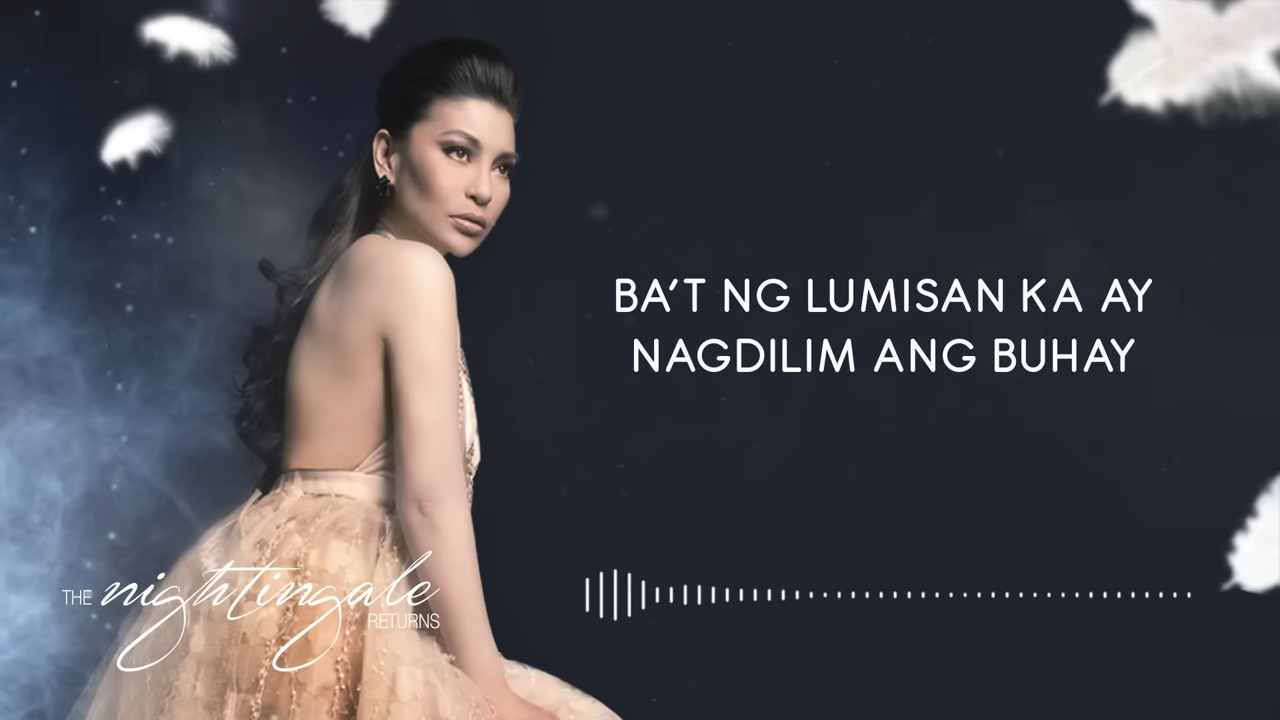 BA'T NG LUMISAN KA AY
NAGDILIM ANG BUHAY
THE nightingale
RETURNS